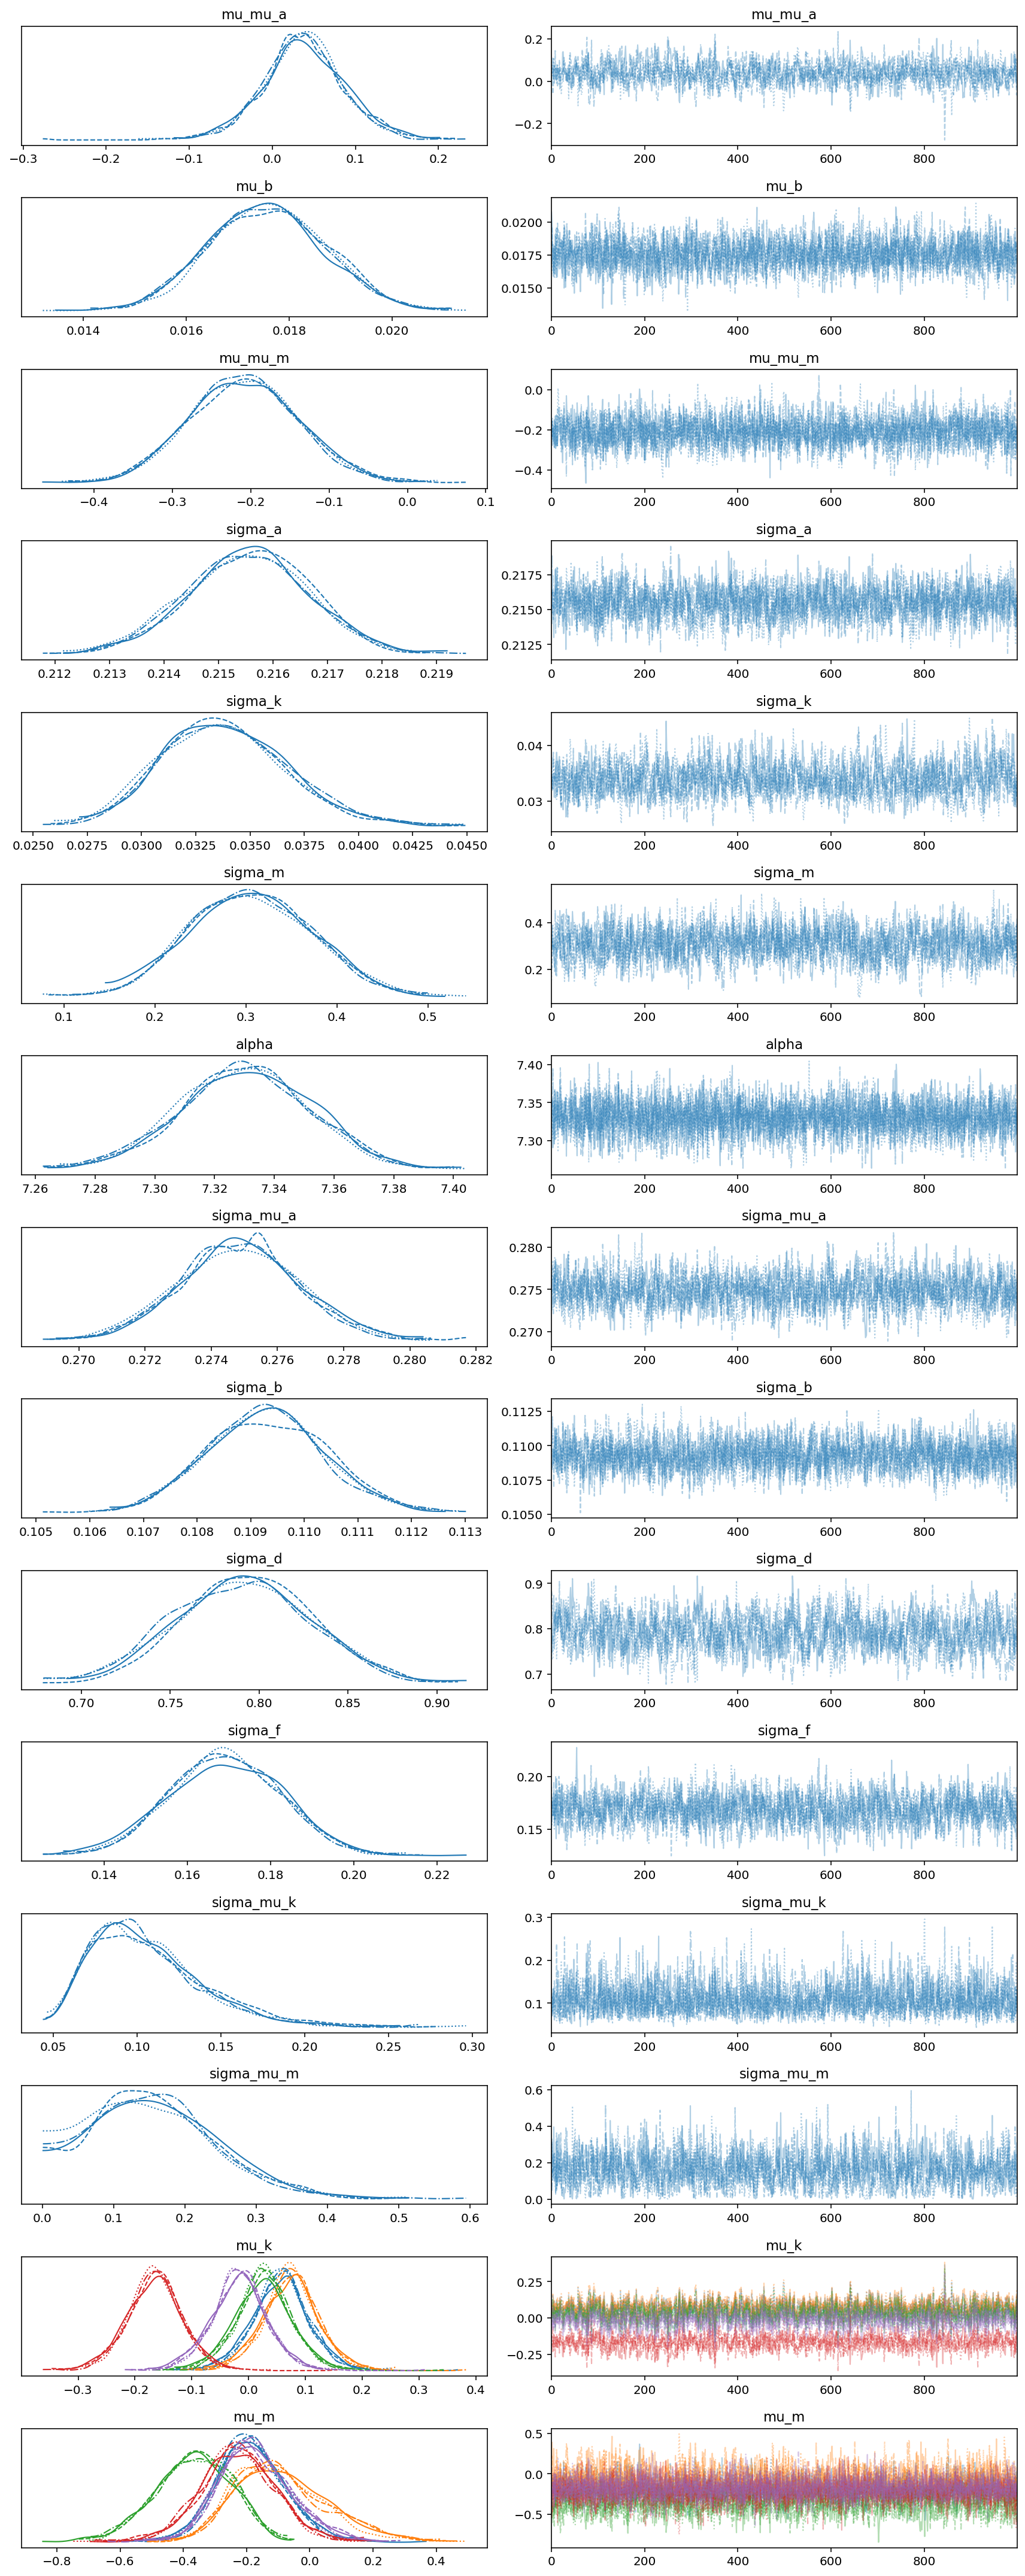 mu_mu_a mu_mu_a
0.2
0.0
−0.2
−0.3 −0.2 −0.1 0.0 0.1 0.2 0 200 400 600 800
mu_b mu_b
0.0200
0.0175
0.0150
0.014 0.016 0.018 0.020 0 200 400 600 800
mu_mu_m mu_mu_m
0.0
−0.2
−0.4
−0.4 −0.3 −0.2 −0.1 0.0 0.1 0 200 400 600 800
sigma_a sigma_a
0.2175
0.2150
0.2125
0.212 0.213 0.214 0.215 0.216 0.217 0.218 0.219 0 200 400 600 800
sigma_k sigma_k
0.04
0.03
0.0250 0.0275 0.0300 0.0325 0.0350 0.0375 0.0400 0.0425 0.0450 0 200 400 600 800
sigma_m sigma_m
0.4
0.2
0.1 0.2 0.3 0.4 0.5 0 200 400 600 800
alpha alpha
7.40
7.35
7.30
7.26 7.28 7.30 7.32 7.34 7.36 7.38 7.40 0 200 400 600 800
sigma_mu_a sigma_mu_a
0.280
0.275
0.270
0.270 0.272 0.274 0.276 0.278 0.280 0.282 0 200 400 600 800
sigma_b sigma_b
0.1125
0.1100
0.1075
0.1050
0.105 0.106 0.107 0.108 0.109 0.110 0.111 0.112 0.113 0 200 400 600 800
sigma_d sigma_d
0.9
0.8
0.7
0.70 0.75 0.80 0.85 0.90 0 200 400 600 800
sigma_f sigma_f
0.20
0.15
0.14 0.16 0.18 0.20 0.22 0 200 400 600 800
sigma_mu_k sigma_mu_k
0.3
0.2
0.1
0.05 0.10 0.15 0.20 0.25 0.30 0 200 400 600 800
sigma_mu_m sigma_mu_m
0.6
0.4
0.2
0.0
0.0 0.1 0.2 0.3 0.4 0.5 0.6 0 200 400 600 800
mu_k mu_k
0.25
0.00
−0.25
−0.3 −0.2 −0.1 0.0 0.1 0.2 0.3 0.4 0 200 400 600 800
mu_m mu_m
0.5
0.0
−0.5
−0.8 −0.6 −0.4 −0.2 0.0 0.2 0.4 0 200 400 600 800